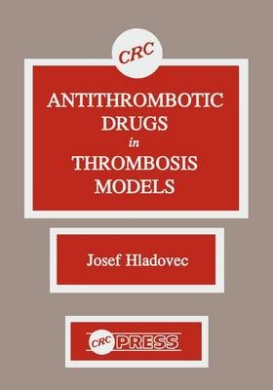 CRC
ANTITHROMBOTIC
DRUGS
in
THROMBOSIS
MODELS
Josef Hladovec
CRC PRESS